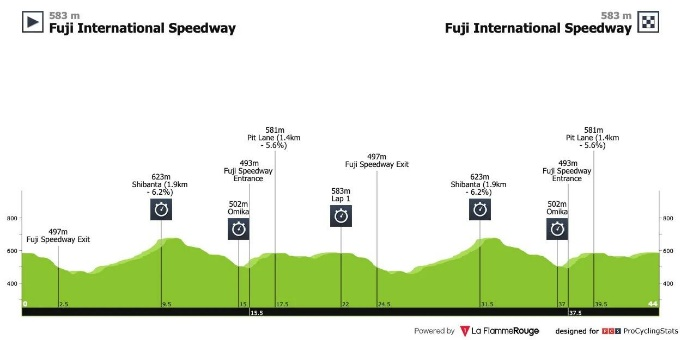 583 m
Fuji International Speedway
583 m
Fuji International Speedway
497m
Fuji Speedway Exit
623m
Shibanta (1.9km
- 6.2%)
502m
Omika
493m
Fuji Speedway
Entrance
581m
Pit Lane (1.4km
- 5.6%)
583m
Lap 1
497m
Fuji Speedway Exit
623m
Shibanta (1.9km
- 6.2%)
502m
Omika
493m
Fuji Speedway
Entrance
581m
Pit Lane (1.4km
- 5.6%)
800
600
400
800
600
400
0
2.5
9.5
15
15.5
17.5
22
24.5
31.5
37
37.5
39.5
44
Powered by La FlammeRouge
designed for PCS ProCyclingStats